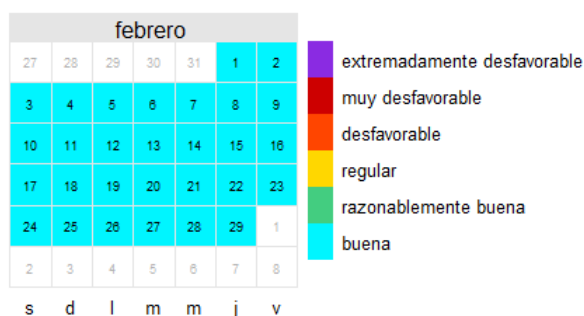 febrero
27 28 29 30 31 1 2
3 4 5 6 7 8 9
10 11 12 13 14 15 16
17 18 19 20 21 22 23
24 25 26 27 28 29 1
2 3 4 5 6 7 8
s d l m m j v
extremadamente desfavorable
muy desfavorable
desfavorable
regular
razonablemente buena
buena